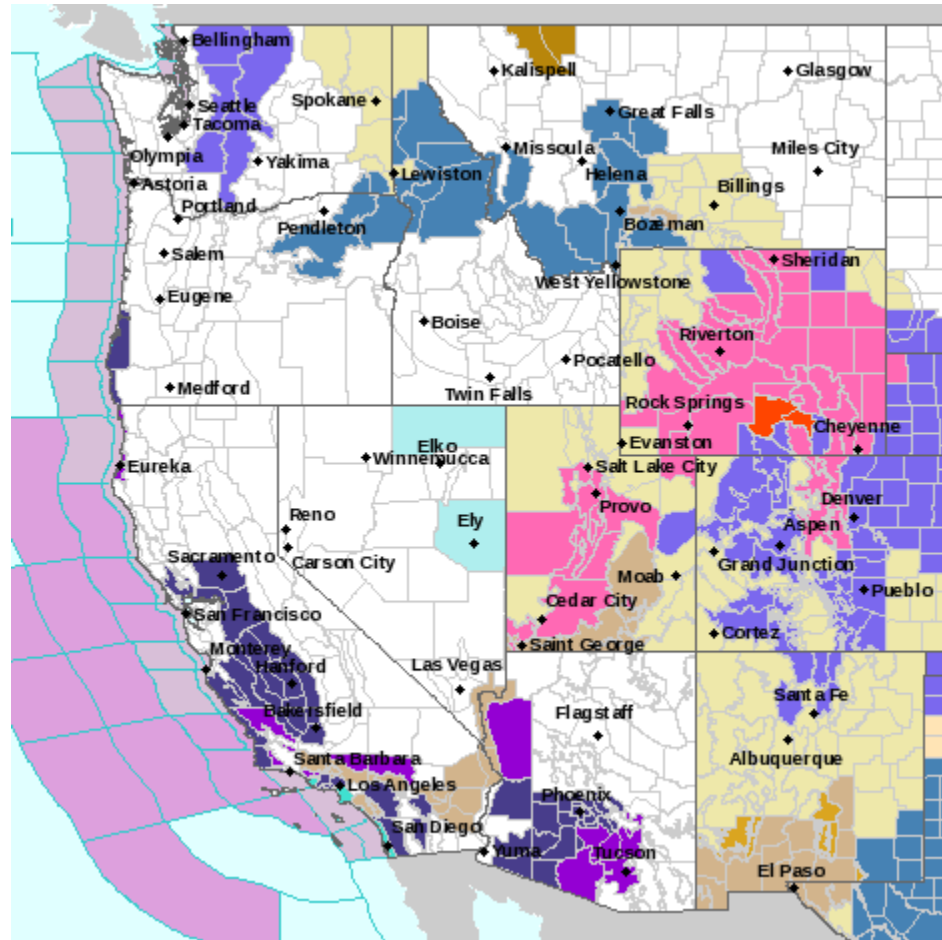 Bellingham
Kalispell
Glasgow
Spokane
Seattle
Great Falls
Tacoma
Olympia
Yakima
Missoula
Miles City
Lewiston
Helena
Astoria
Billings
Portland
Pendleton
Bozeman
Salem
Sheridan
West Yellowstone
Eugene
Boise
Riverton
Pocatello
Medford
Twin Falls
Rock Springs
Cheyenne
Elko
Evanston
Winnemucca
Eureka
Salt Lake City
Provo
Denver
Reno
Ely
Aspen
Sacramento
Carson City
Grand Junction
Moab
Pueblo
San Francisco
Cedar City
Cortez
Monterey
Saint George
Hanford
Las Vegas
Santa Fe
Bakersfield
Flagstaff
Santa Barbara
Albuquerque
Los Angeles
Phoenix
San Diego
Yuma
Tucson
El Paso